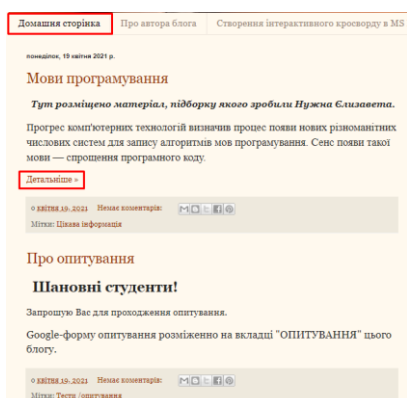 Домашня сторінка Про автора блога Створення інтерактивного кросворду в MS
понеділок, 19 квітня 2021 р.
Мови програмування
Тут розміщено матеріал, підборку якого зробили Нужна Єлизавета.
Прогрес комп'ютерних технологій визначив процес появи нових різноманітних
числових систем для запису алгоритмів мов програмування. Сенс появи такої
мови — спрощення програмного коду.
Детальніше »
о квітня 19, 2021 Немає коментарів:
Мітки: Цікава інформація
Про опитування
Шановні студенти!
Запрошую Вас для проходження опитування.
Google-форму опитування розміженно на вкладці "ОПИТУВАННЯ" цього
блогу.
о квітня 19, 2021 Немає коментарів:
Мітки: Тести /опитування